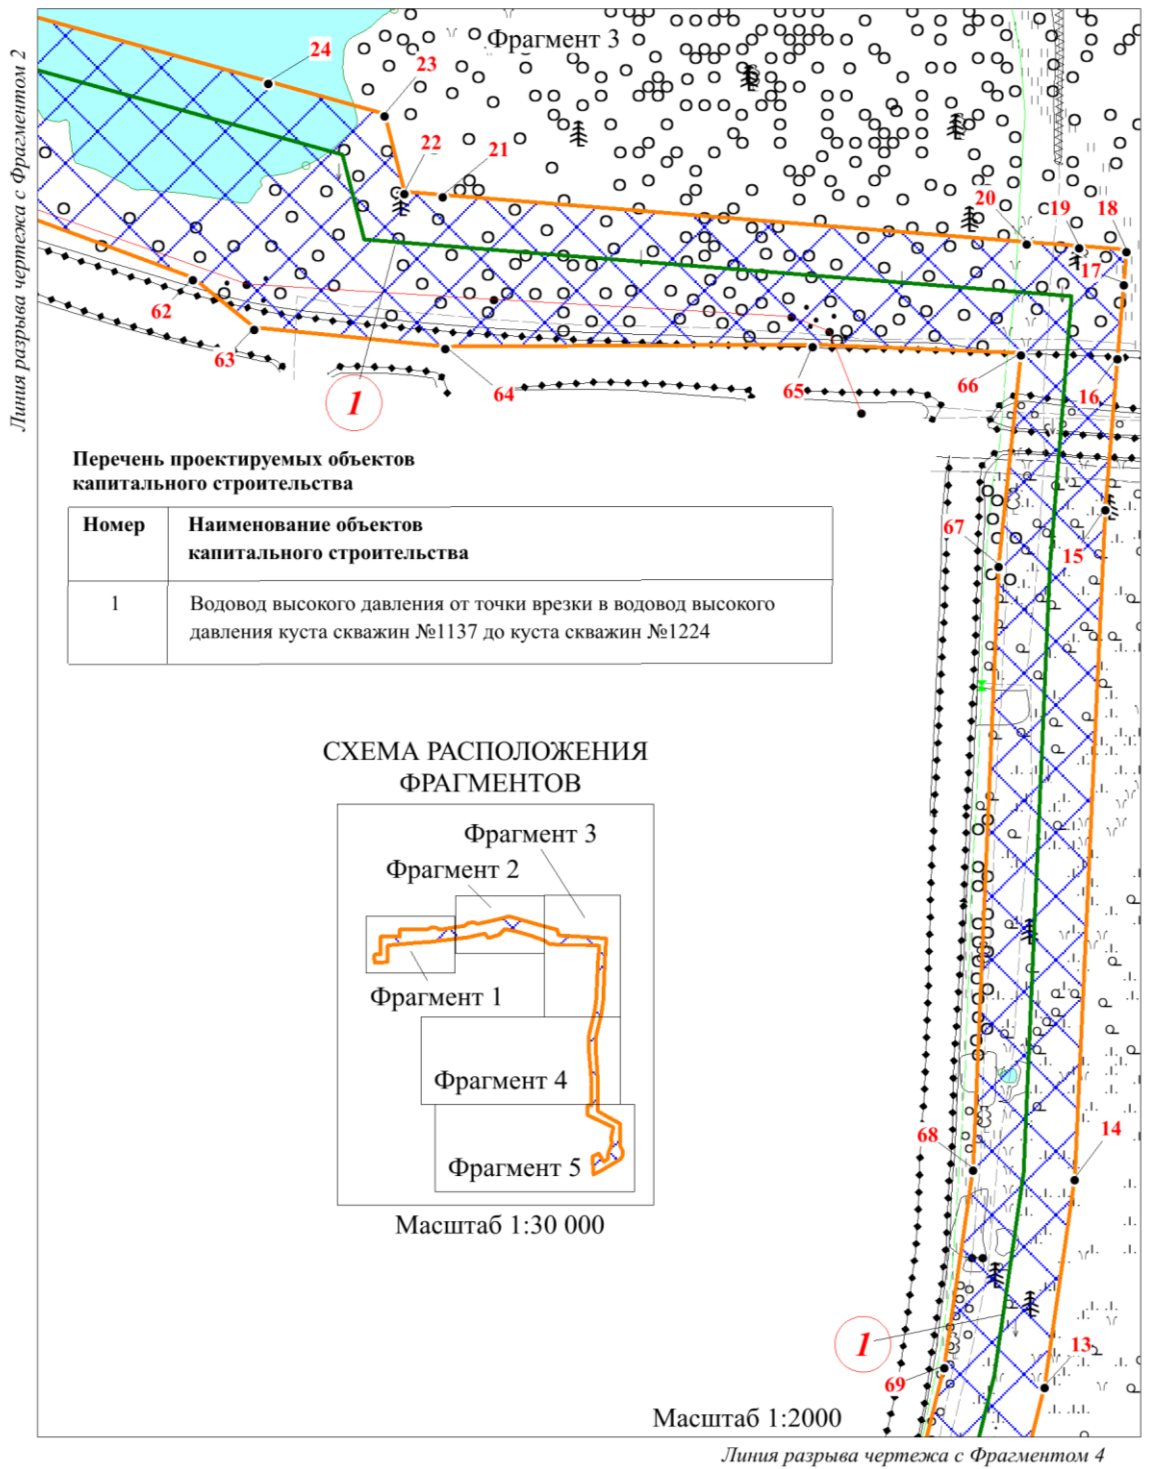 Фрагмент 3
24
23
22
21
20
19
18
17
62
63
64
65
66
16
1
Линия разрыва чертежа с Фрагментом 2
Перечень проектируемых объектов
капитального строительства
Номер
Наименование объектов
капитального строительства
1
Водовод высокого давления от точки врезки в водовод высокого
давления куста скважин №1137 до куста скважин №1224
67
15
СХЕМА РАСПОЛОЖЕНИЯ
ФРАГМЕНТОВ
Фрагмент 3
Фрагмент 2
Фрагмент 1
Фрагмент 4
Фрагмент 5
Масштаб 1:30 000
68
14
1
13
69
Масштаб 1:2000
Линия разрыва чертежа с Фрагментом 4